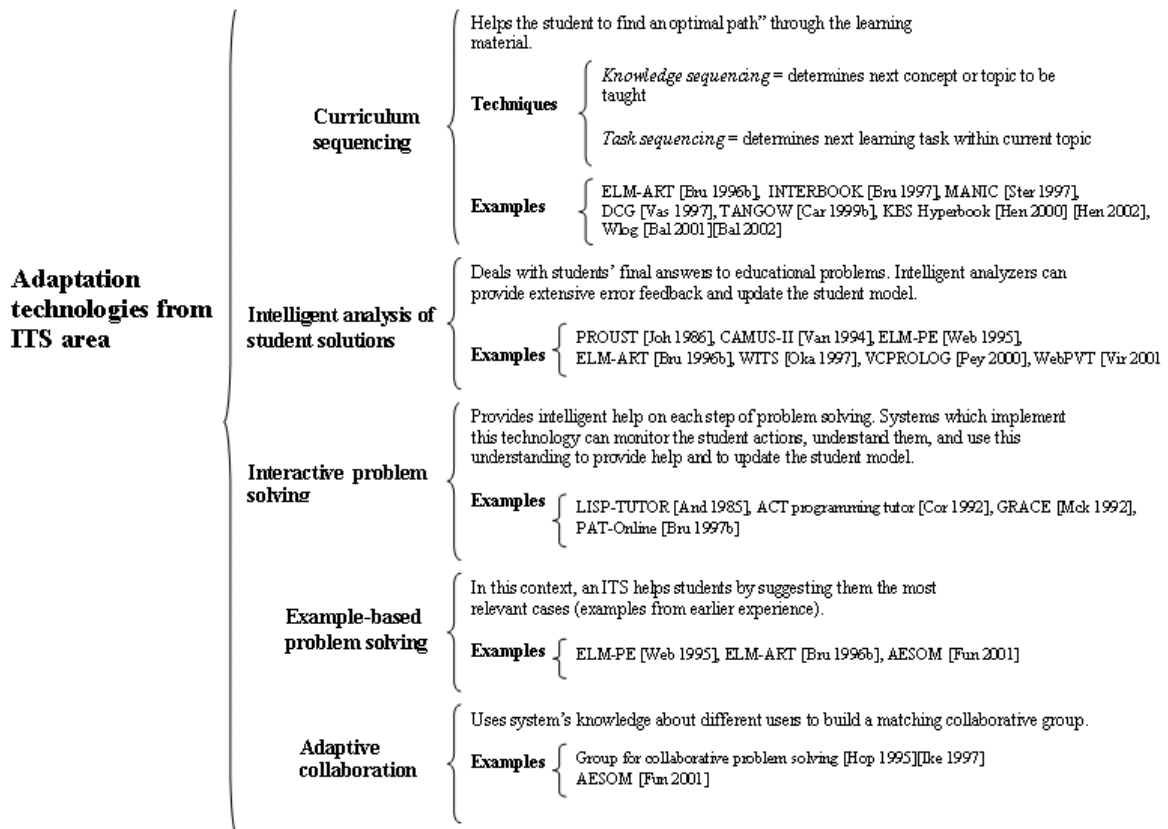 Adaptation
technologies from
ITS area
Curriculum
sequencing
Helps the student to find an optimal path” through the learning
material.
Techniques
Knowledge sequencing = determines next concept or topic to be
taught
Task sequencing = determines next learning task within current topic
Examples
ELM-ART [Bru 1996b], INTERBOOK [Bru 1997], MANIC [Ster 1997],
DCG [Vas 1997], TANGOW [Car 1999b], KBS Hyperbook [Hen 2000] [Hen 2002],
Wlog [Bal 2001][Bal 2002]
Intelligent analysis of
student solutions
Deals with students’ final answers to educational problems. Intelligent analyzers can
provide extensive error feedback and update the student model.
Examples
PROUST [Joh 1986], CAMUS-II [Van 1994], ELM-PE [Web 1995],
ELM-ART [Bru 1996b], WITS [Oka 1997], VCPROLOG [Pey 2000], WebPVT [Vir 2001
Interactive problem
solving
Provides intelligent help on each step of problem solving. Systems which implement
this technology can monitor the student actions, understand them, and use this
understanding to provide help and to update the student model.
Examples
LISP-TUTOR [And 1985], ACT programming tutor [Cor 1992], GRACE [Mck 1992],
PAT-Online [Bru 1997b]
Example-based
problem solving
In this context, an ITS helps students by suggesting them the most
relevant cases (examples from earlier experience).
Examples
ELM-PE [Web 1995], ELM-ART [Bru 1996b], AESOM [Fun 2001]
Adaptive
collaboration
Uses system’s knowledge about different users to build a matching collaborative group.
Examples
Group for collaborative problem solving [Hop 1995][Ike 1997]
AESOM [Fun 2001]